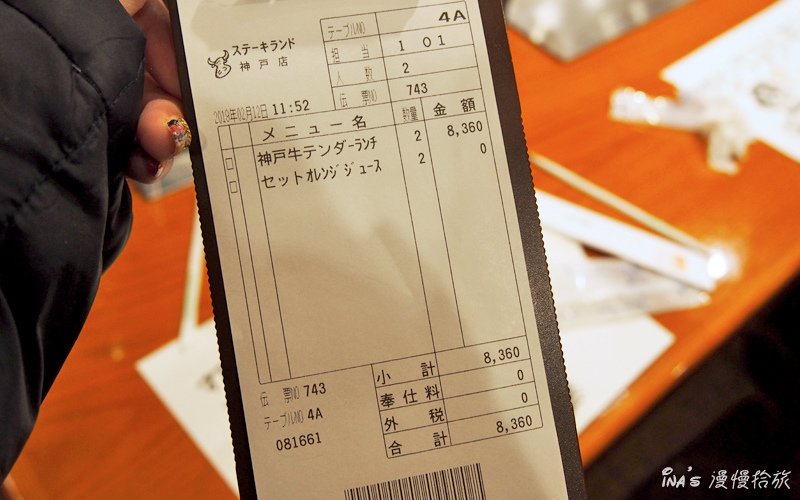 ステーキランド
神戸店
テーブルNO 4A
担当 101
人数 2
伝票NO 743
2018年02月12日 11:52
メニュー名 数量 金額
□ 神戸牛テンダーランチ 2 8,360
□ セットオレンジジュース 2 0
小計 8,360
奉仕料 0
外税 0
合計 8,360
伝票NO 743
テーブルNO 4A
081661
iNA's 漫慢拾旅